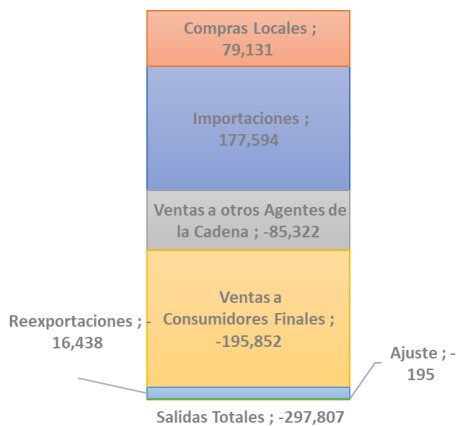 Compras Locales ;
79,131
Importaciones ;
177,594
Ventas a otros Agentes de
la Cadena ; -85,322
Ventas a
Consumidores Finales ;
-195,852
Reexportaciones ; -
16,438
Ajuste ; -
195
Salidas Totales ; -297,807